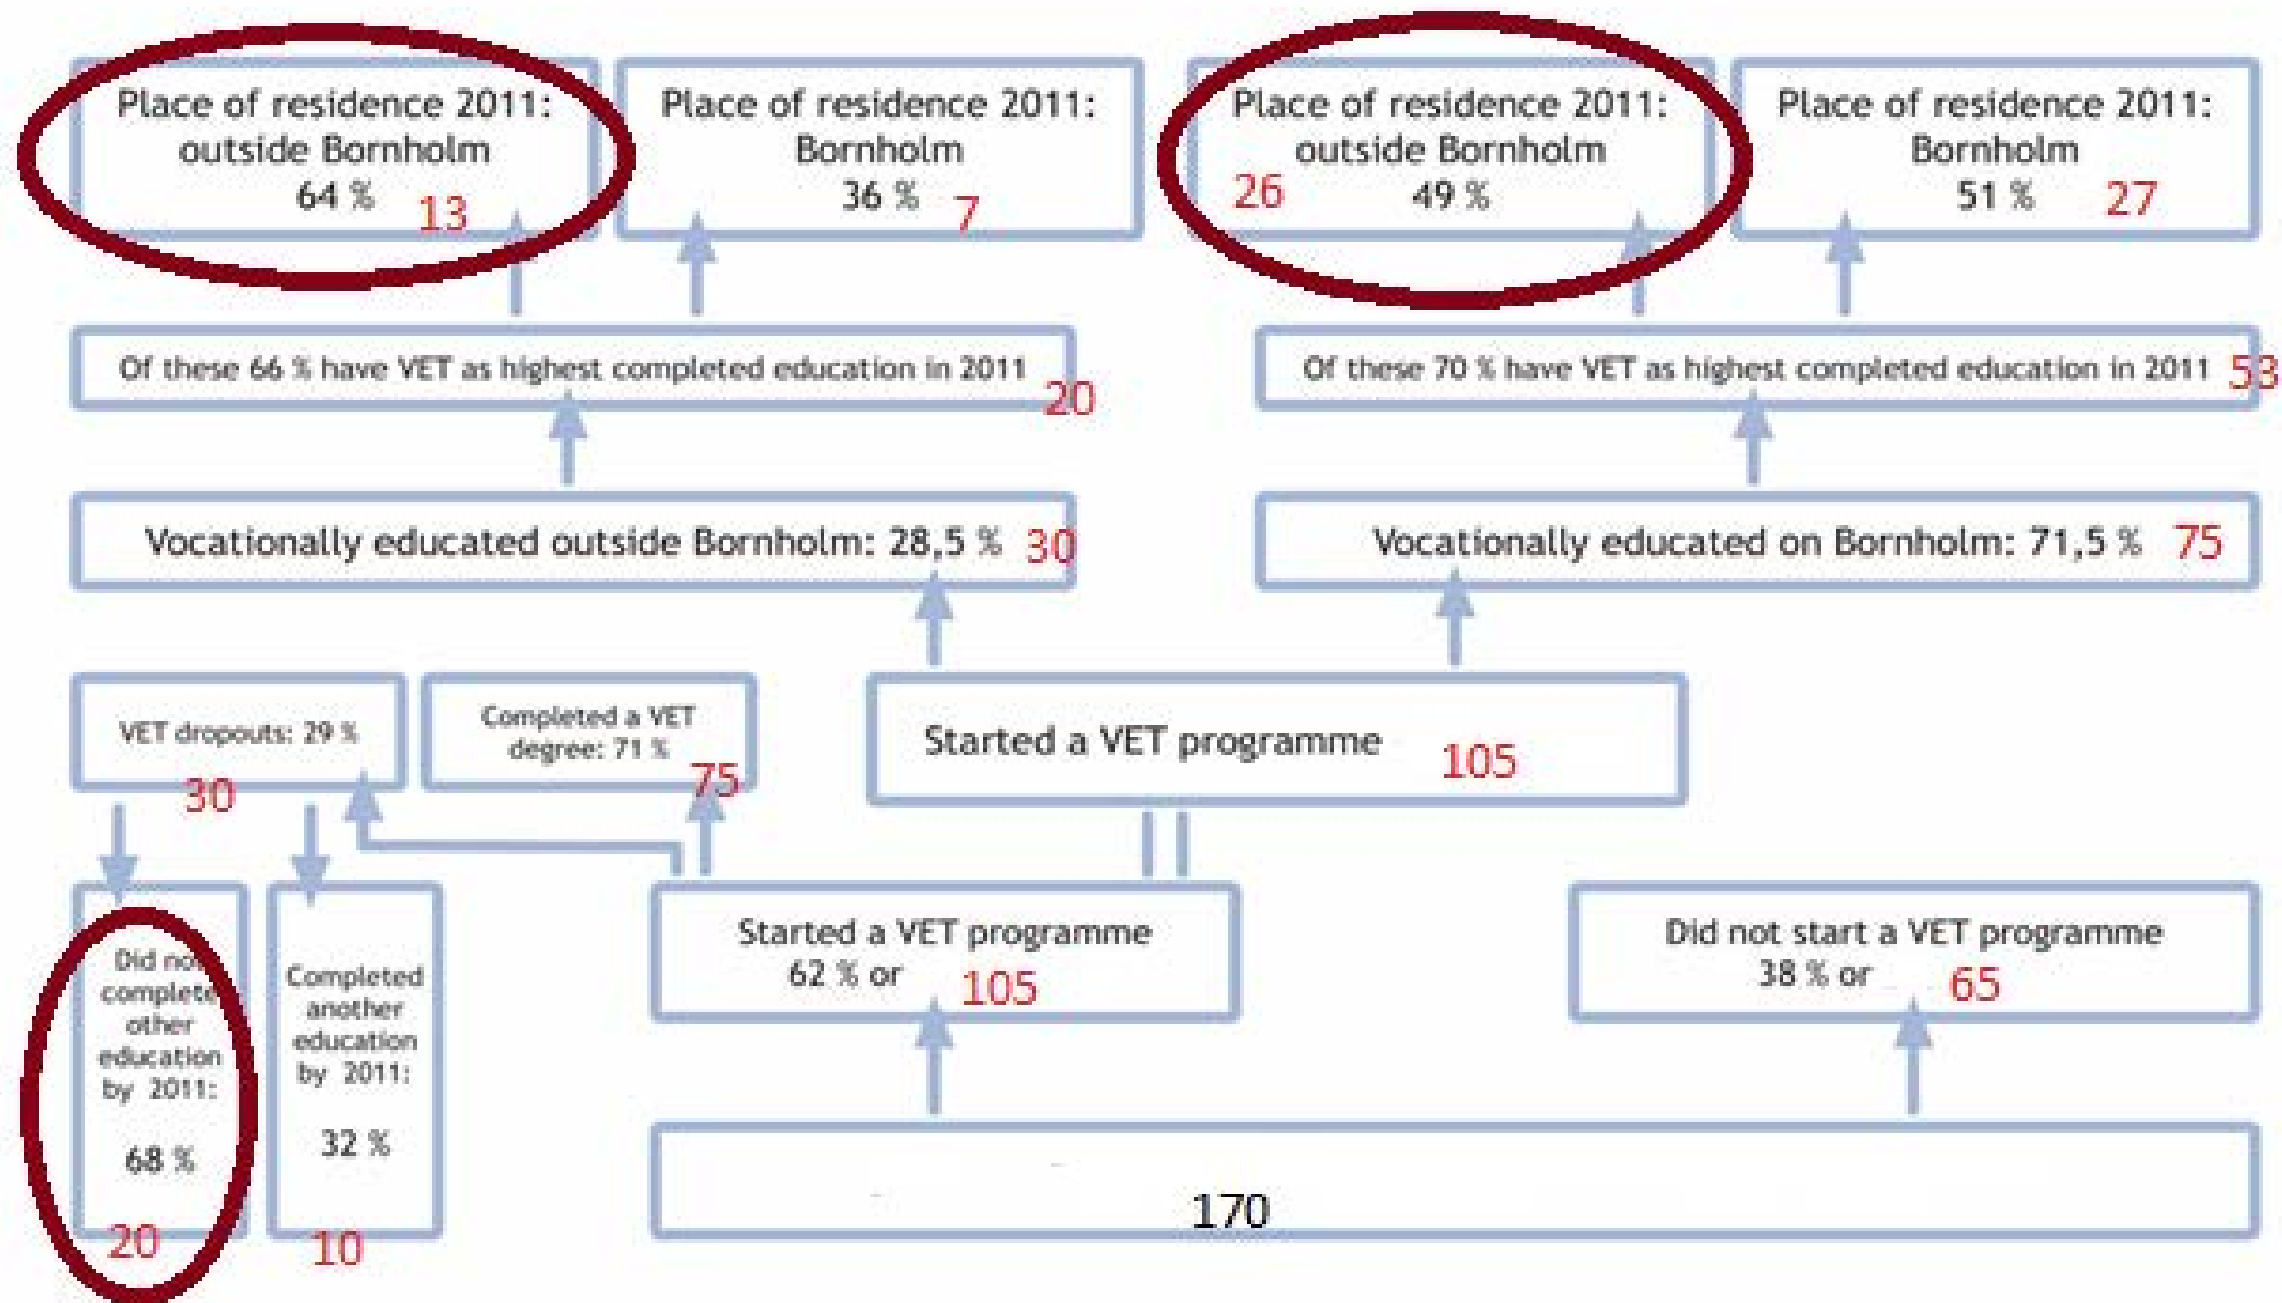 Place of residence 2011:
outside Bornholm
64 % 13
Place of residence 2011:
Bornholm
36 % 7
Place of residence 2011:
outside Bornholm
26 49 %
Place of residence 2011:
Bornholm
51 % 27
Of these 66 % have VET as highest completed education in 2011
20
Of these 70 % have VET as highest completed education in 2011 53
Vocationally educated outside Bornholm: 28,5 % 30
Vocationally educated on Bornholm: 71,5 % 75
VET dropouts: 29 %
30
Completed a VET
degree: 71 %
75
Started a VET programme 105
Did not
complete
other
education
by 2011:
68 %
20
Completed
another
education
by 2011:
32 %
10
Started a VET programme
62 % or 105
Did not start a VET programme
38 % or 65
170